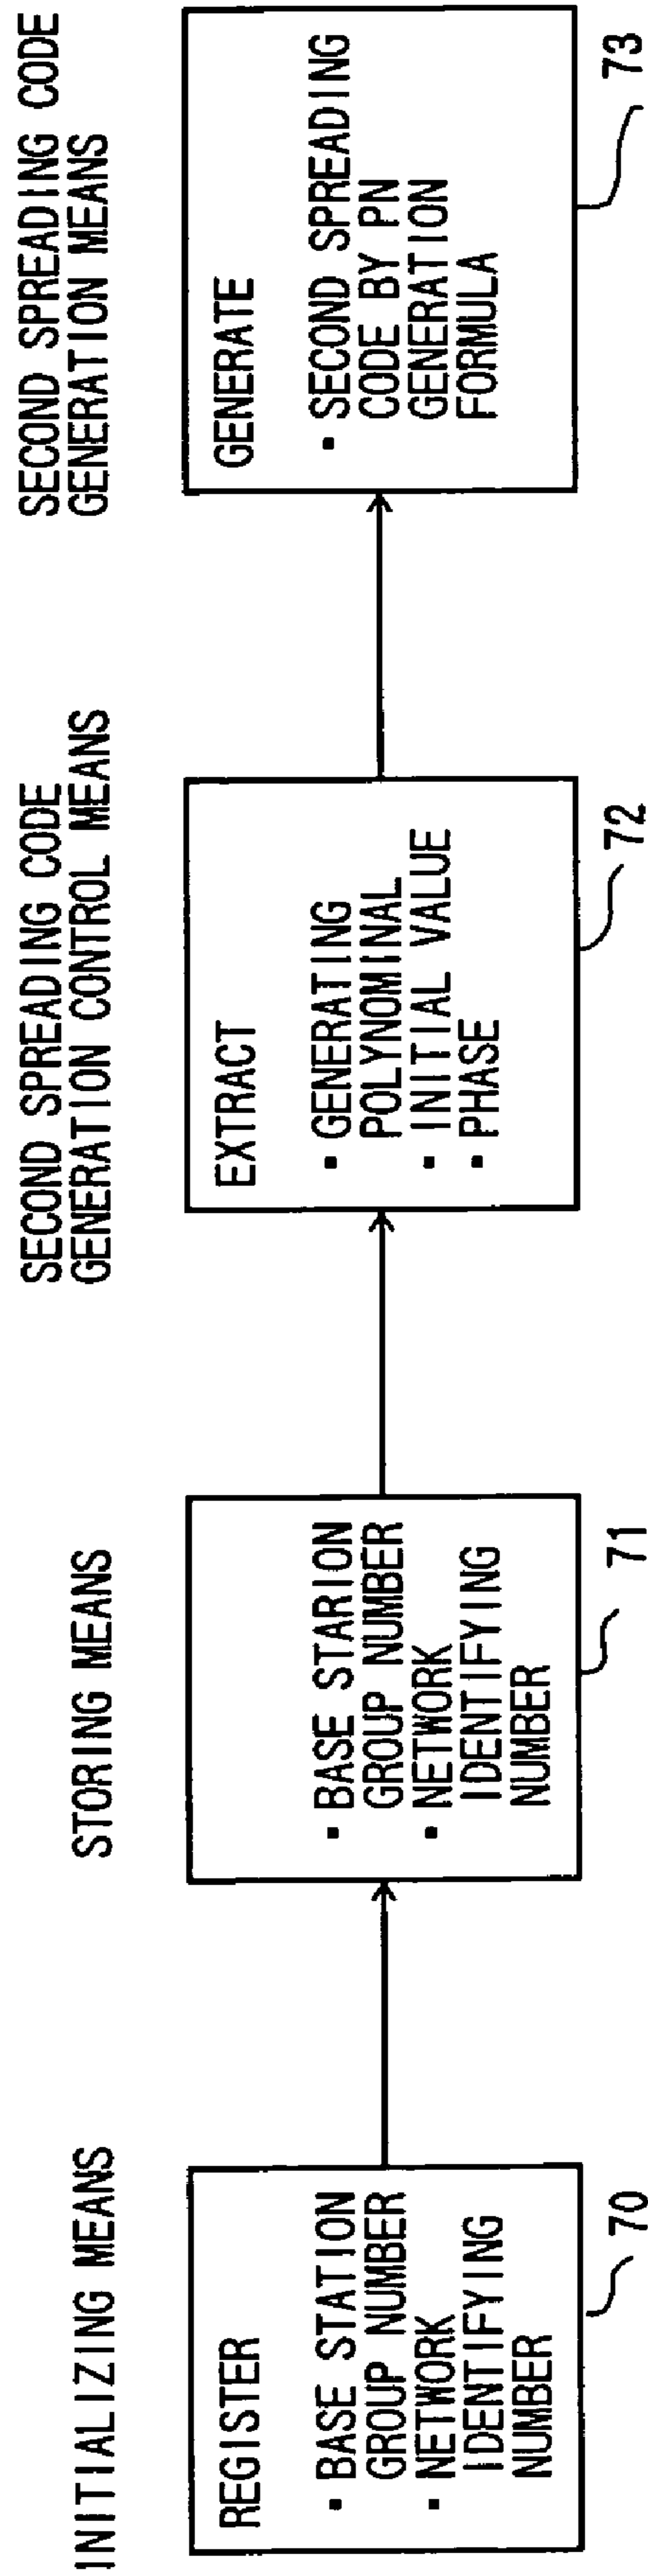 INITIALIZING MEANS
REGISTER
▪ BASE STATION
GROUP NUMBER
▪ NETWORK
IDENTIFYING
NUMBER
70
STORING MEANS
▪ BASE STARION
GROUP NUMBER
▪ NETWORK
IDENTIFYING
NUMBER
71
SECOND SPREADING CODE
GENERATION CONTROL MEANS
EXTRACT
▪ GENERATING
POLYNOMINAL
▪ INITIAL VALUE
▪ PHASE
72
SECOND SPREADING CODE
GENERATION MEANS
GENERATE
▪ SECOND SPREADING
CODE BY PN
GENERATION
FORMULA
73